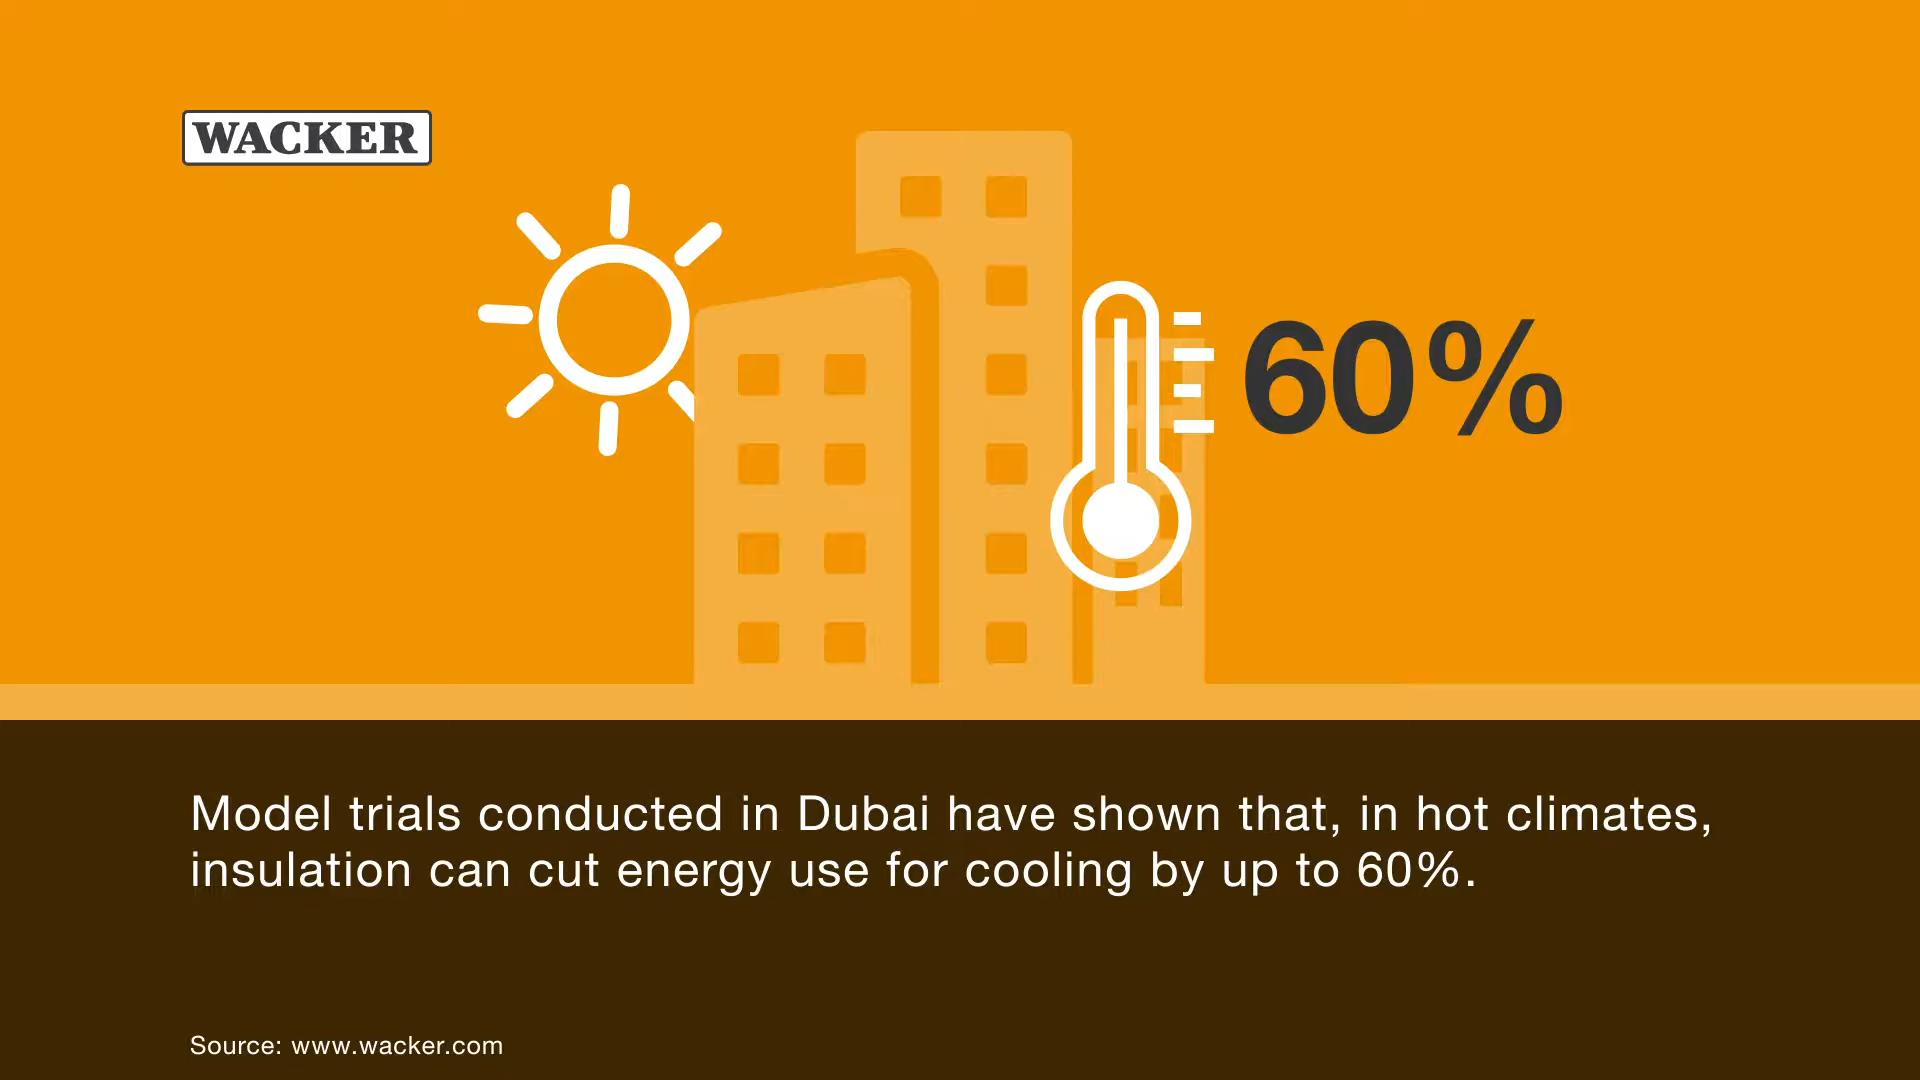 WACKER
60%
Model trials conducted in Dubai have shown that, in hot climates,
insulation can cut energy use for cooling by up to 60%.
Source: www.wacker.com